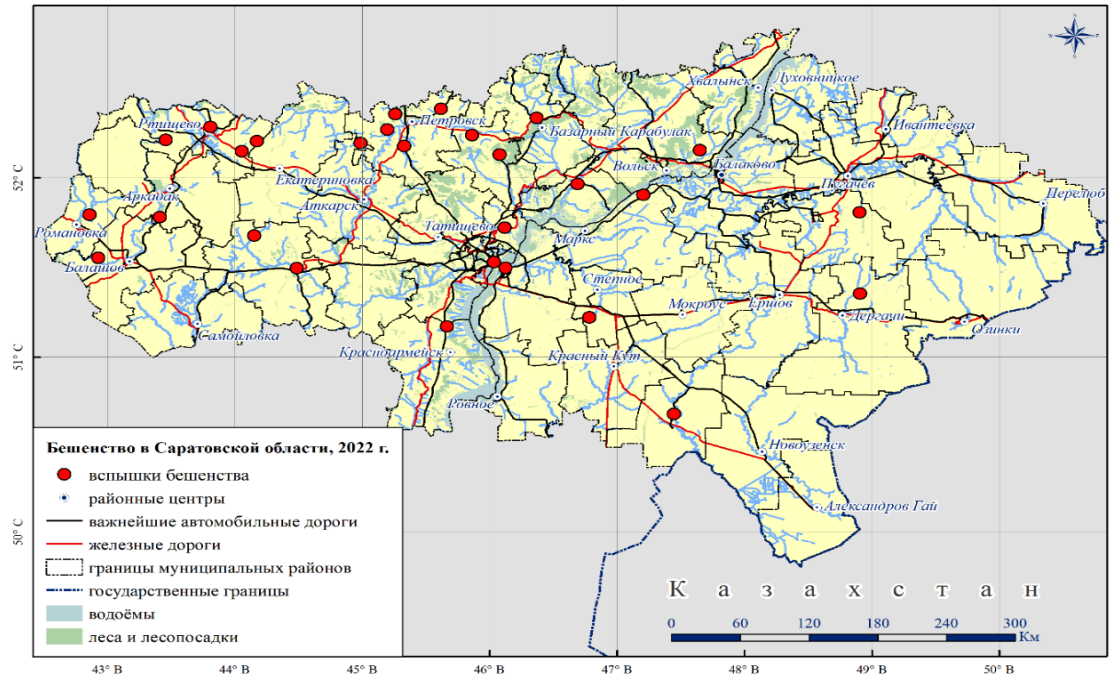 Хвалынск
Духовницкое
Ртищево
Петровск
Базарный Карабулак
Ивантеевка
52° С
Екатериновка
Вольск
Балаково
Пугачев
Перелюб
Аркадак
Аткарск
Романовка
Татищево
Маркс
Балашов
Степное
Мокроус
Ершов
Дергачи
Озинки
Самойловка
Красноармейск
Красный Кут
51° С
Ровное
Новоузенск
Александров Гай
50° С
Бешенство в Саратовской области, 2022 г.
вспышки бешенства
районные центры
важнейшие автомобильные дороги
железные дороги
границы муниципальных районов
государственные границы
водоёмы
леса и лесопосадки
Казахстан
0 60 120 180 240 300
Км
43° В 44° В 45° В 46° В 47° В 48° В 49° В 50° В